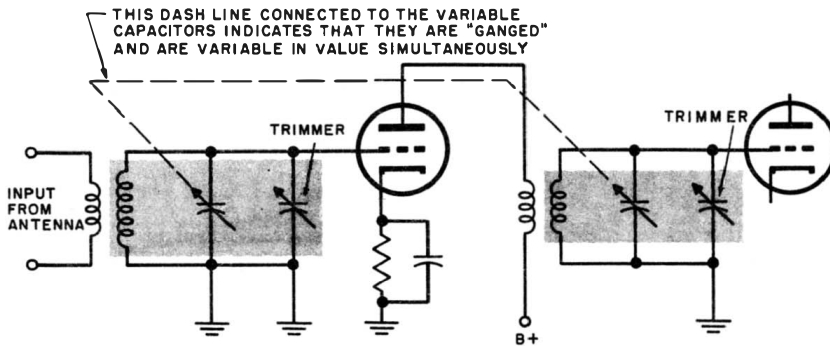 THIS DASH LINE CONNECTED TO THE VARIABLE
CAPACITORS INDICATES THAT THEY ARE "GANGED"
AND ARE VARIABLE IN VALUE SIMULTANEOUSLY
TRIMMER
TRIMMER
INPUT
FROM
ANTENNA
B+